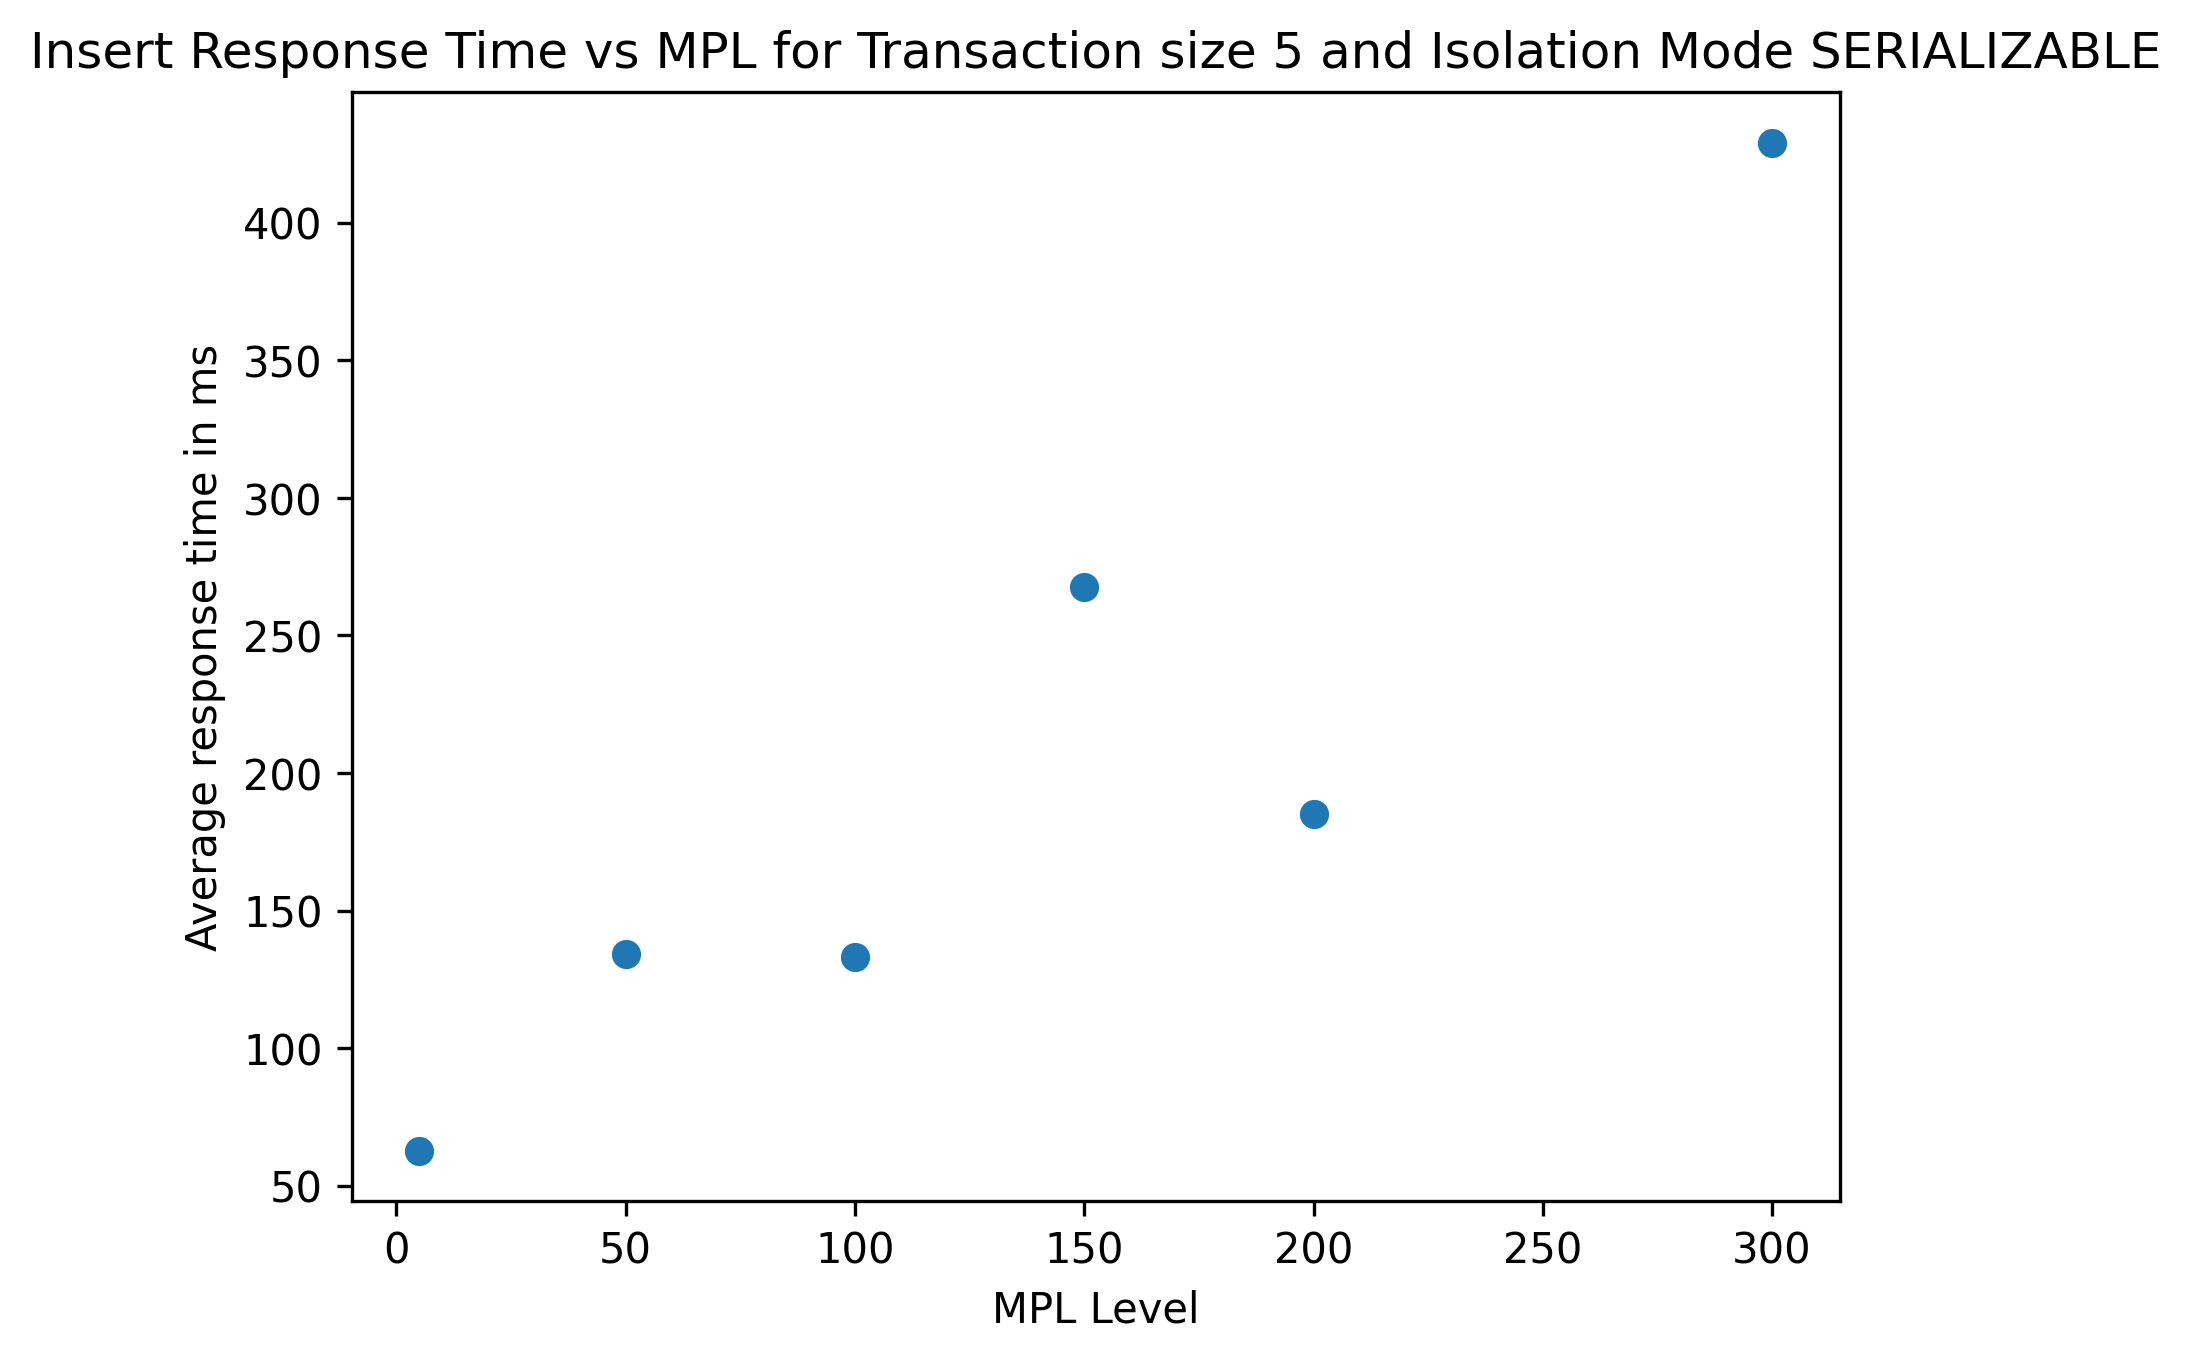 Insert Response Time vs MPL for Transaction size 5 and Isolation Mode SERIALIZABLE
Average response time in ms
400
350
300
250
200
150
100
50
0 50 100 150 200 250 300
MPL Level